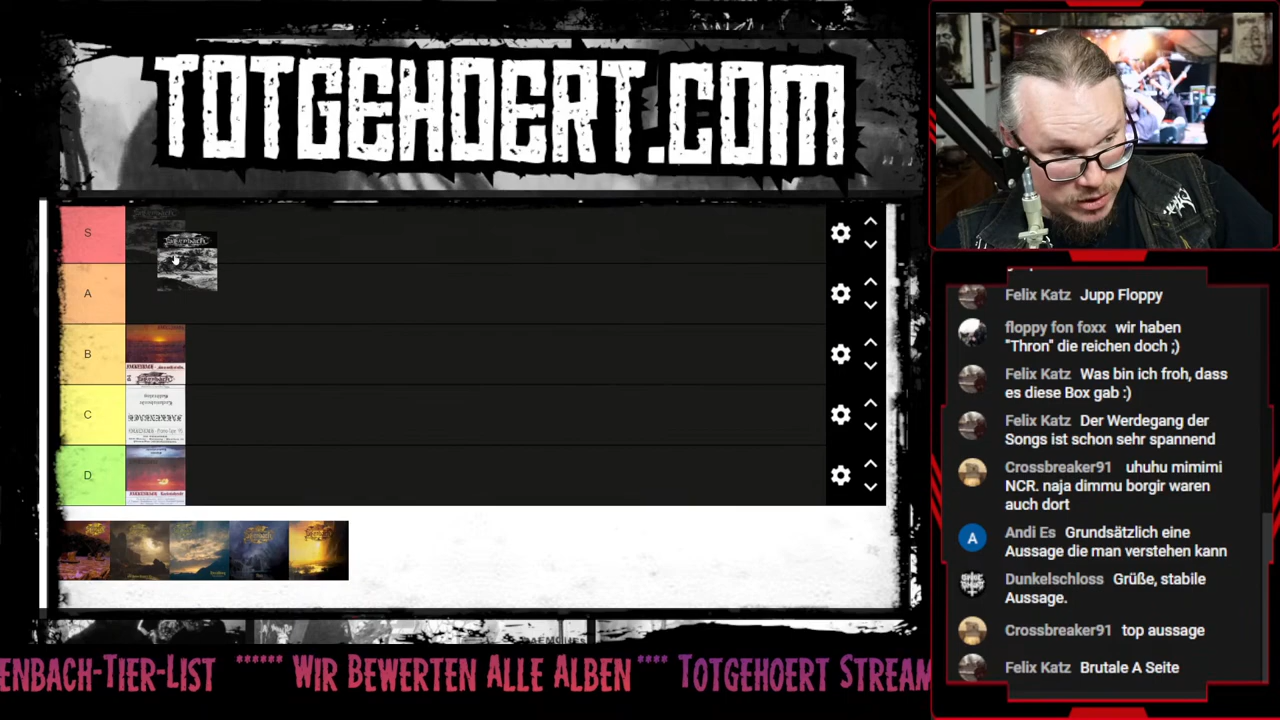 TOTGEHOERT.COM
S
A
B
C
D
Felix Katz Jupp Floppy
floppy fon foxx wir haben
"Thron" die reichen doch ;)
Felix Katz Was bin ich froh, dass
es diese Box gab :)
Felix Katz Der Werdegang der
Songs ist schon sehr spannend
Crossbreaker91 uhuhu mimimi
NCR. naja dimmu borgir waren
auch dort
A
Andi Es Grundsätzlich eine
Aussage die man verstehen kann
Dunkelschloss Grüße, stabile
Aussage.
Crossbreaker91 top aussage
Felix Katz Brutale A Seite
ENBACH-TIER-LIST ****** WIR BEWERTEN ALLE ALBEN **** TOTGEHOERT STREAM